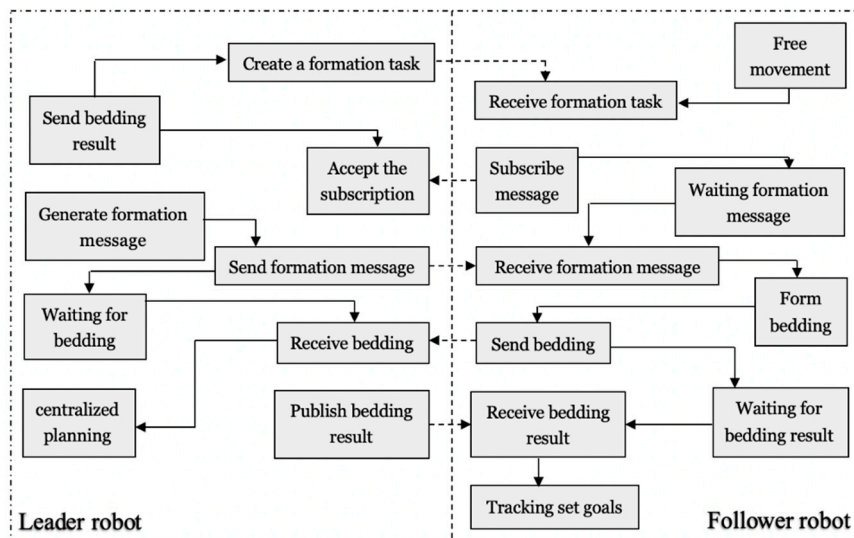 Create a formation task
Free
movement
Receive formation task
Send bedding
result
Accept the
subscription
Subscribe
message
Waiting formation
message
Generate formation
message
Send formation message
Receive formation message
Waiting for
bedding
Form
bedding
Receive bedding
Send bedding
centralized
planning
Publish bedding
result
Receive bedding
result
Waiting for
bedding result
Tracking set goals
Leader robot
Follower robot